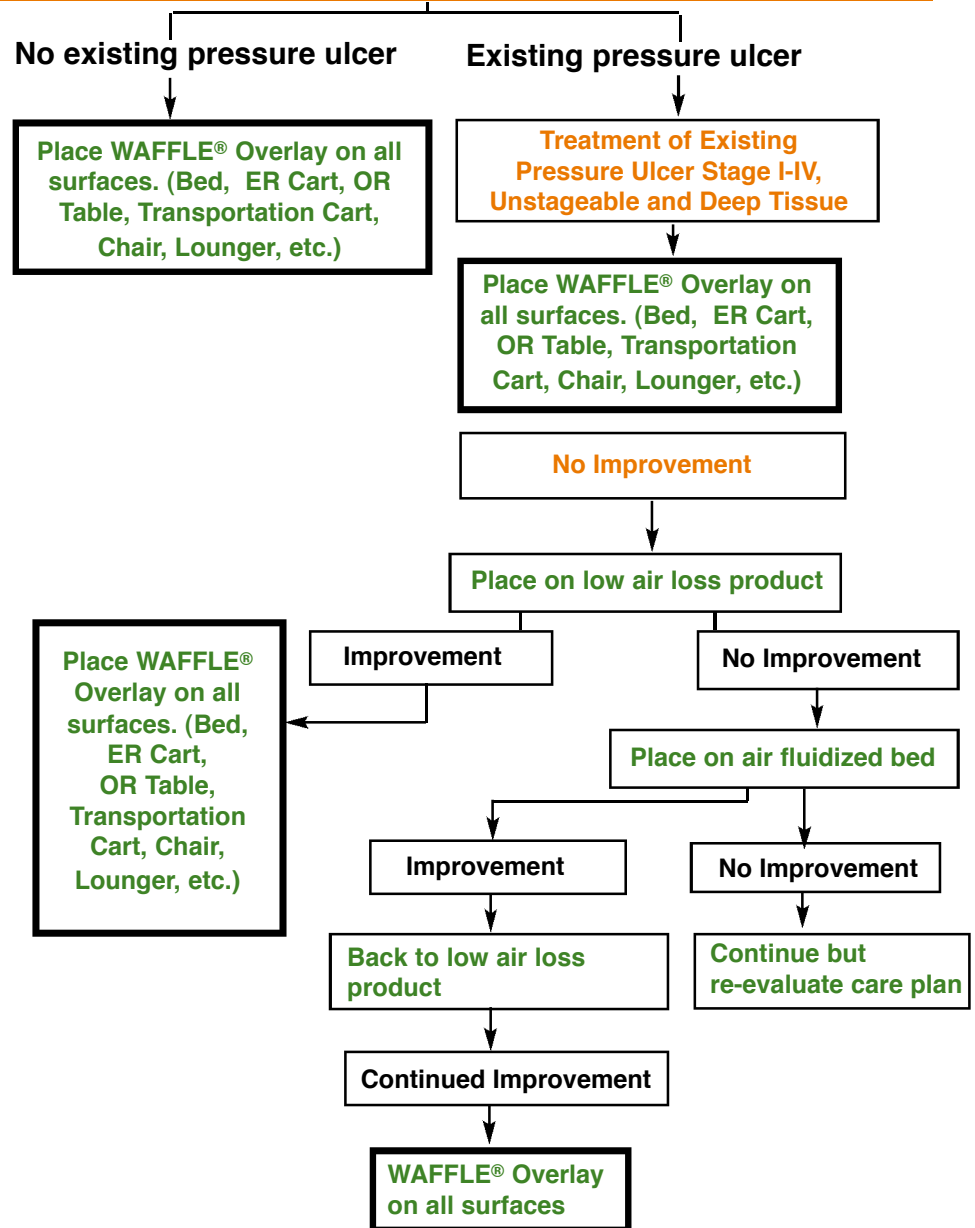 No existing pressure ulcer
Existing pressure ulcer
Place WAFFLE® Overlay on all
surfaces. (Bed, ER Cart, OR
Table, Transportation Cart,
Chair, Lounger, etc.)
Treatment of Existing
Pressure Ulcer Stage I-IV,
Unstageable and Deep Tissue
Place WAFFLE® Overlay on
all surfaces. (Bed, ER Cart,
OR Table, Transportation
Cart, Chair, Lounger, etc.)
No Improvement
Place on low air loss product
Improvement
No Improvement
Place WAFFLE®
Overlay on all
surfaces. (Bed,
ER Cart,
OR Table,
Transportation
Cart, Chair,
Lounger, etc.)
Place on air fluidized bed
Improvement
No Improvement
Back to low air loss
product
Continue but
re-evaluate care plan
Continued Improvement
WAFFLE® Overlay
on all surfaces